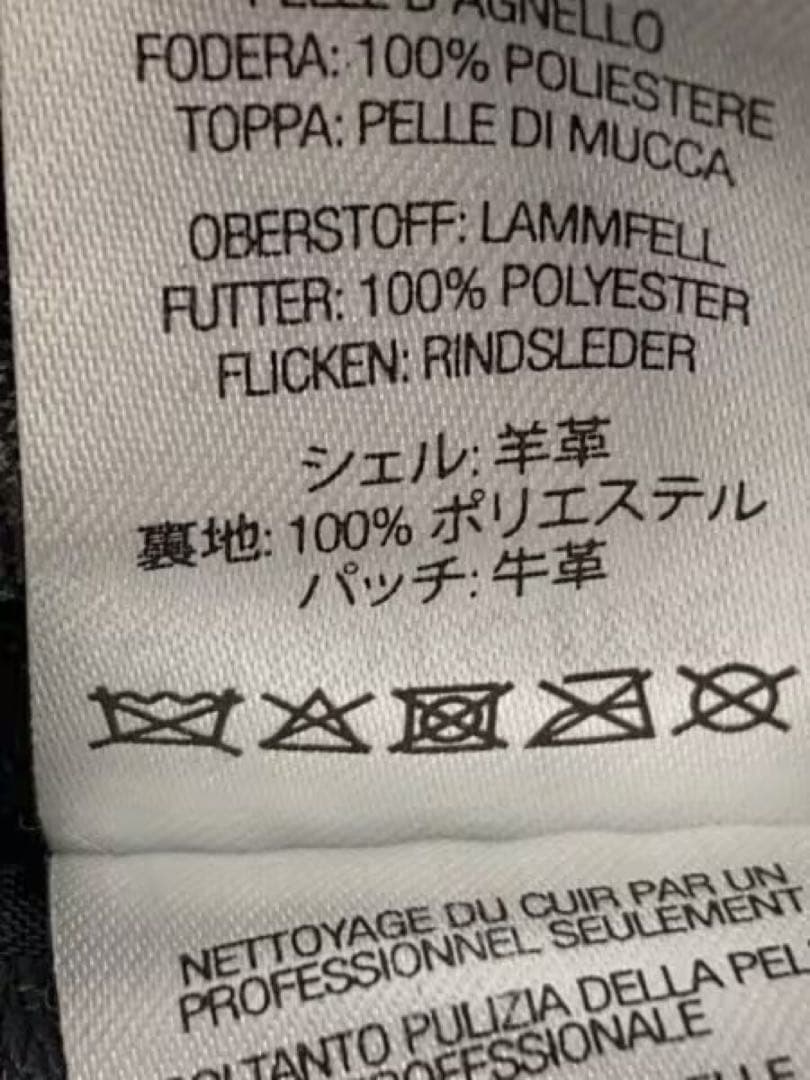 PELLE D'AGNELLO
FODERA: 100% POLIESTERE
TOPPA: PELLE DI MUCCA
OBERSTOFF: LAMMFELL
FUTTER: 100% POLYESTER
FLICKEN: RINDSLEDER
シェル: 羊革
裏地: 100% ポリエステル
パッチ: 牛革
NETTOYAGE DU CUIR PAR UN
PROFESSIONNEL SEULEMENT
PULIZIA DELLA